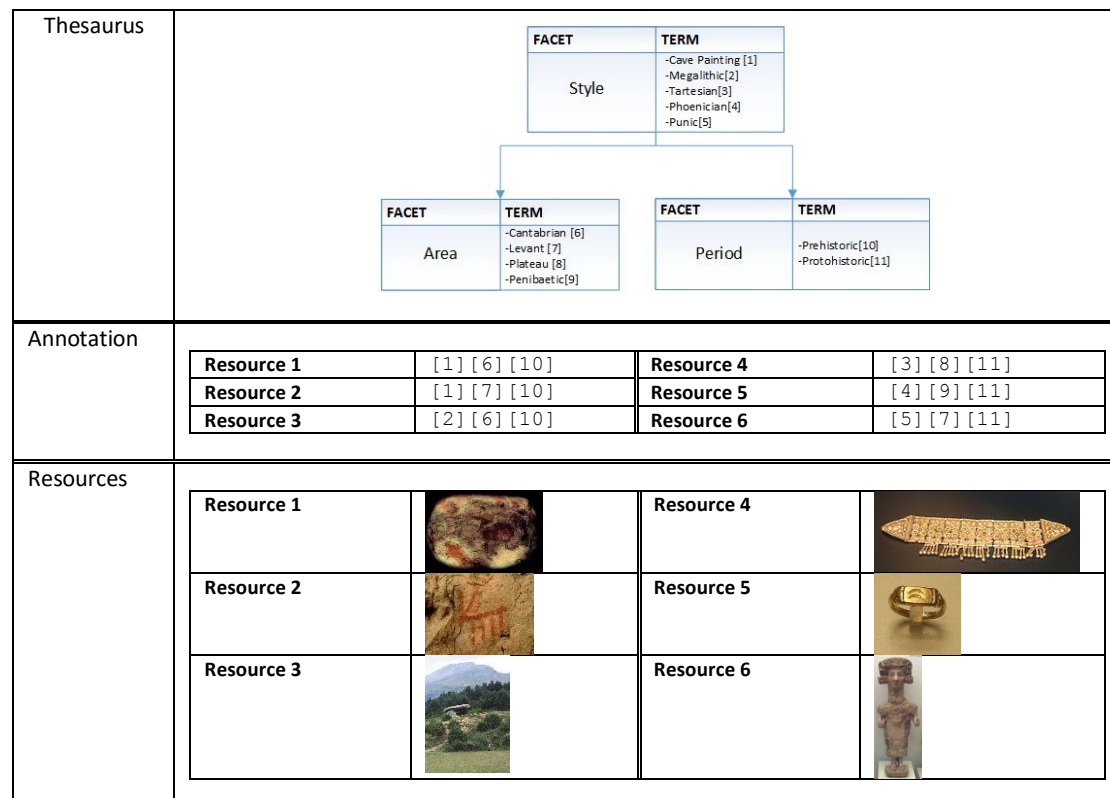 Thesaurus
FACET TERM
Style
-Cave Painting [1]
-Megalithic[2]
-Tartesian[3]
-Phoenician[4]
-Punic[5]
FACET TERM
Area
-Cantabrian [6]
-Levant [7]
-Plateau [8]
-Penibaetic[9]
FACET TERM
Period
-Prehistoric[10]
-Protohistoric[11]
Annotation
Resource 1 [1][6][10] Resource 4 [3][8][11]
Resource 2 [1][7][10] Resource 5 [4][9][11]
Resource 3 [2][6][10] Resource 6 [5][7][11]
Resources
Resource 1 Resource 4
Resource 2 Resource 5
Resource 3 Resource 6